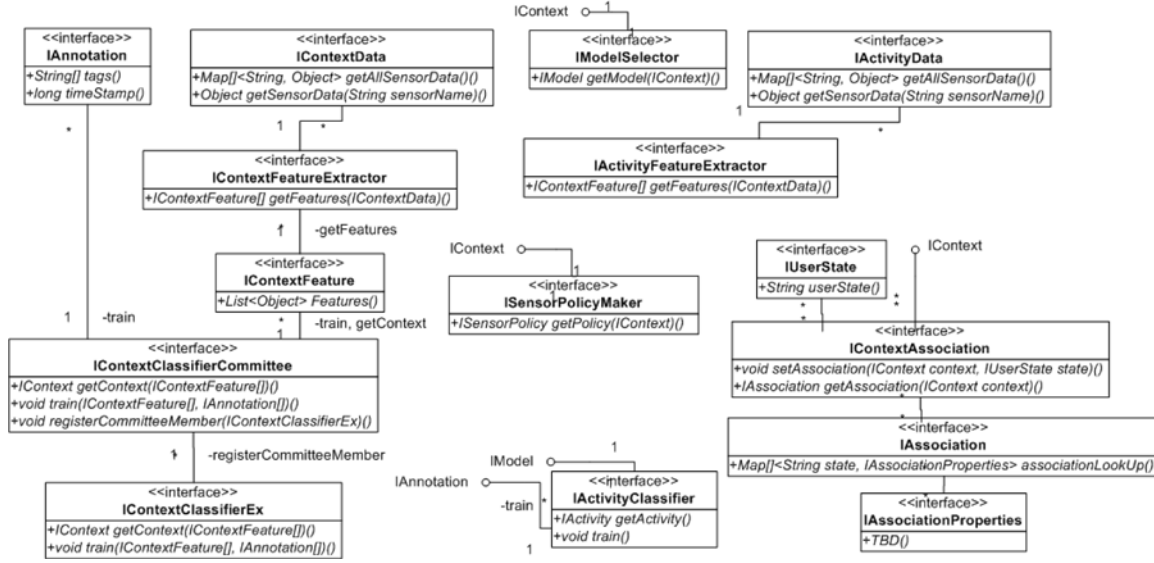 IContext
1
1
<<interface>>
IAnnotation
+String[] tags()
+long timeStamp()
*
<<interface>>
IContextData
+Map[]<String, Object> getAllSensorData()()
+Object getSensorData(String sensorName)()
1
*
<<interface>>
IModelSelector
+IModel getModel(IContext)()
<<interface>>
IActivityData
+Map[]<String, Object> getAllSensorData()()
+Object getSensorData(String sensorName)()
1
*
<<interface>>
IContextFeatureExtractor
+IContextFeature[] getFeatures(IContextData)()
<<interface>>
IActivityFeatureExtractor
+IContextFeature[] getFeatures(IContextData)()
*
1
-getFeatures
<<interface>>
IContextFeature
+List<Object> Features()
*
1
-train, getContext
1
-train
IContext
1
<<interface>>
1
ISensorPolicyMaker
+ISensorPolicy getPolicy(IContext)()
<<interface>>
IUserState
+String userState()
IContext
*
*
*
*
<<interface>>
IContextClassifierCommittee
+IContext getContext(IContextFeature[])()
+void train(IContextFeature[], IAnnotation[])()
+void registerCommitteeMember(IContextClassifierEx)()
<<interface>>
IContextAssociation
+void setAssociation(IContext context, IUserState state)()
+IAssociation getAssociation(IContext context)()
*
*
<<interface>>
IAssociation
+Map[]<String state, IAssociationProperties> associationLookUp()
*
*
<<interface>>
IAssociationProperties
+TBD()
1
*
-registerCommitteeMember
<<interface>>
IContextClassifierEx
+IContext getContext(IContextFeature[])()
+void train(IContextFeature[], IAnnotation[])()
1
IModel
IAnnotation
-train
*
1
<<interface>>
IActivityClassifier
+IActivity getActivity()
+void train()